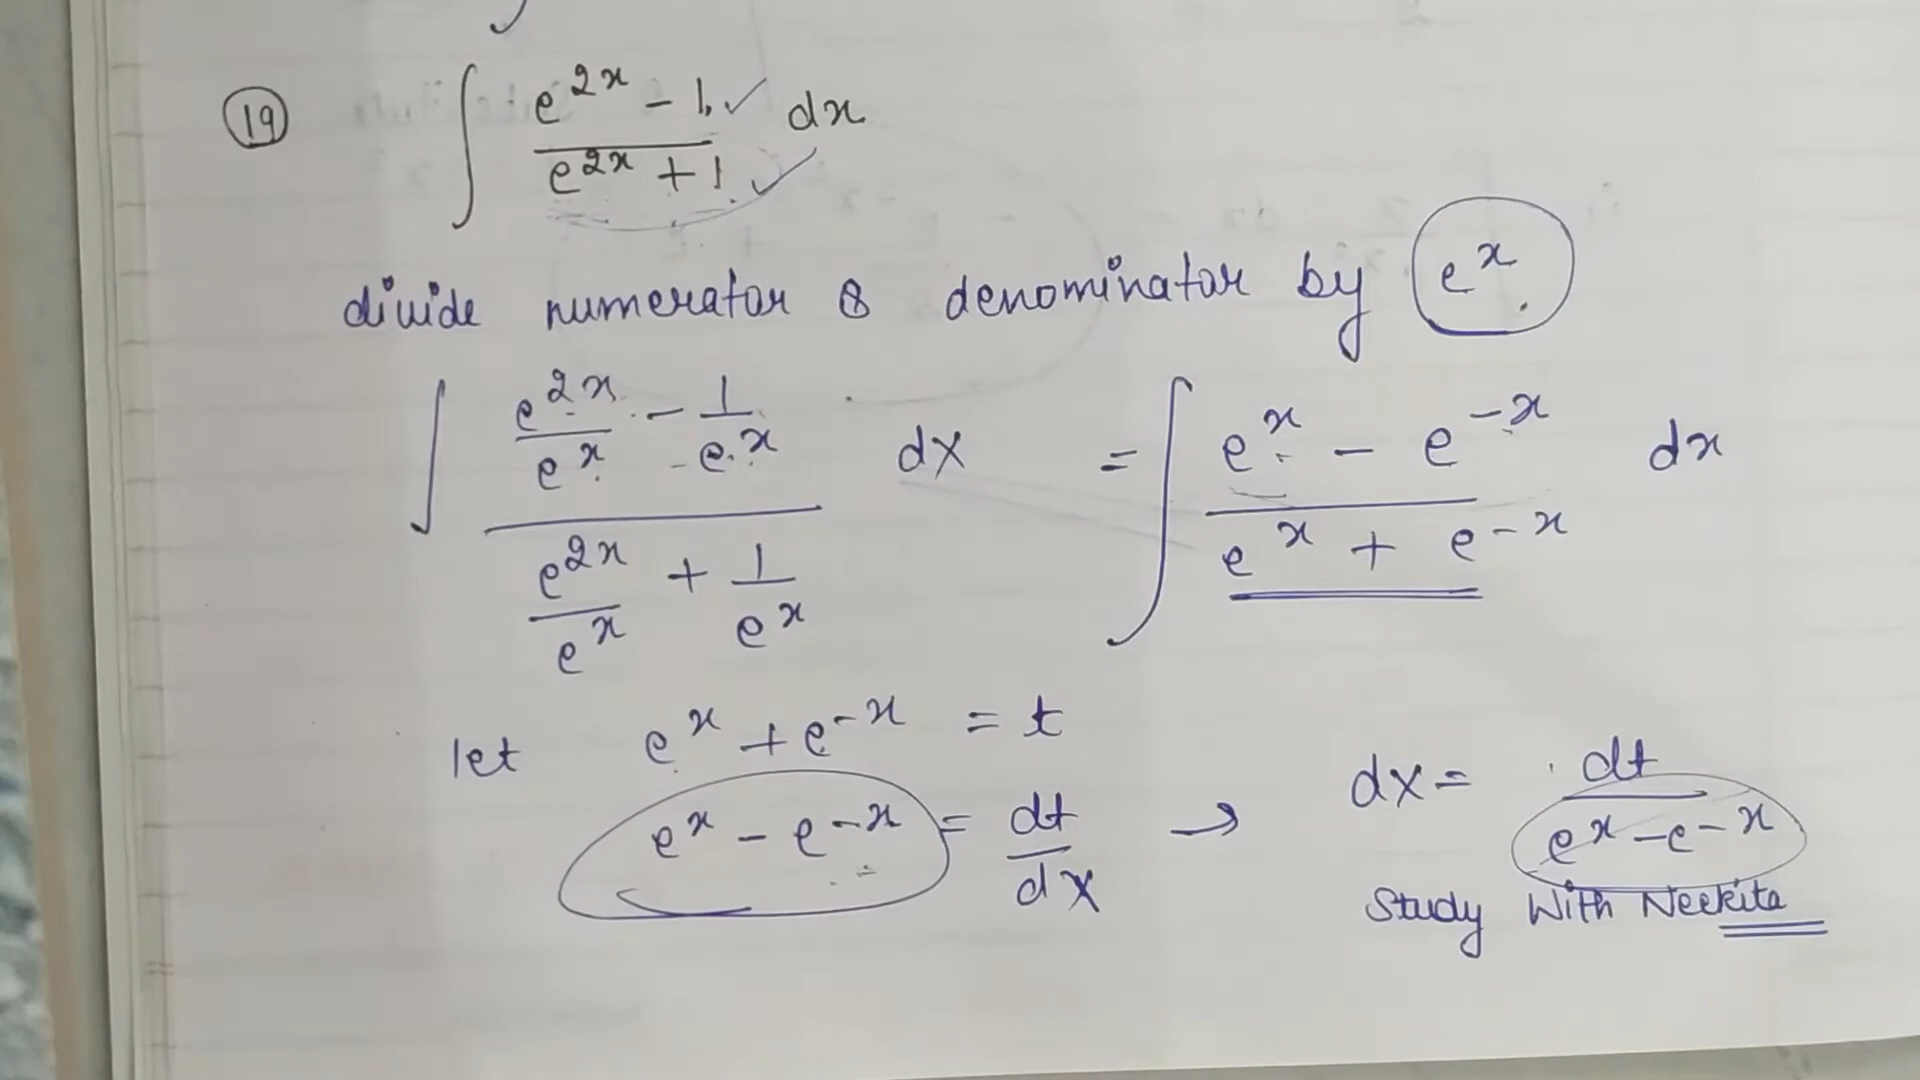 (19) ∫ (e^{2x} - 1)/(e^{2x} + 1) dx
divide numerator & denominator by e^x
∫ (e^{2x}/e^x - 1/e^x)/(e^{2x}/e^x + 1/e^x) dx = ∫ (e^x - e^{-x})/(e^x + e^{-x}) dx
let e^x + e^{-x} = t
e^x - e^{-x} = dt/dx → dx = dt/(e^x - e^{-x})
Study With Neekita